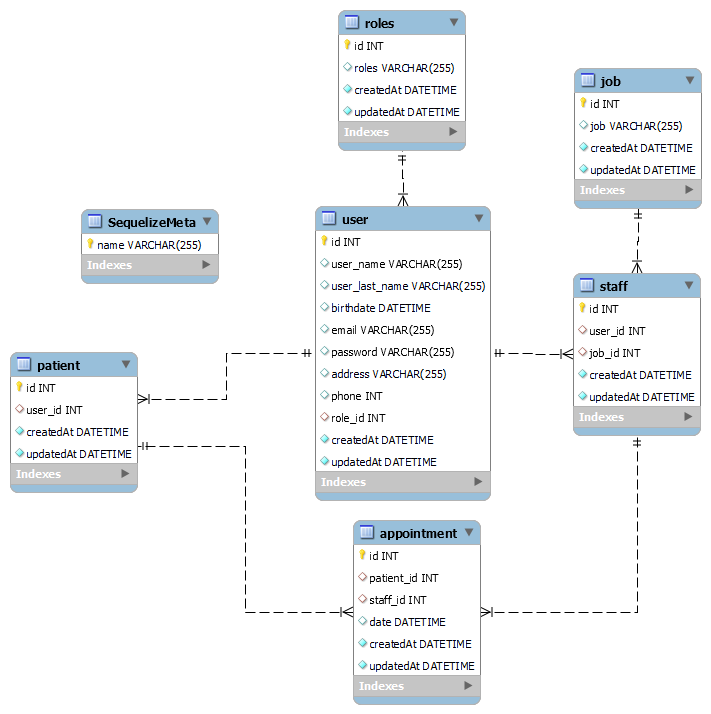 roles
id INT
roles VARCHAR(255)
createdAt DATETIME
updatedAt DATETIME
Indexes
job
id INT
job VARCHAR(255)
createdAt DATETIME
updatedAt DATETIME
Indexes
SequelizeMeta
name VARCHAR(255)
Indexes
user
id INT
user_name VARCHAR(255)
user_last_name VARCHAR(255)
birthdate DATETIME
email VARCHAR(255)
password VARCHAR(255)
address VARCHAR(255)
phone INT
role_id INT
createdAt DATETIME
updatedAt DATETIME
Indexes
staff
id INT
user_id INT
job_id INT
createdAt DATETIME
updatedAt DATETIME
Indexes
patient
id INT
user_id INT
createdAt DATETIME
updatedAt DATETIME
Indexes
appointment
id INT
patient_id INT
staff_id INT
date DATETIME
createdAt DATETIME
updatedAt DATETIME
Indexes